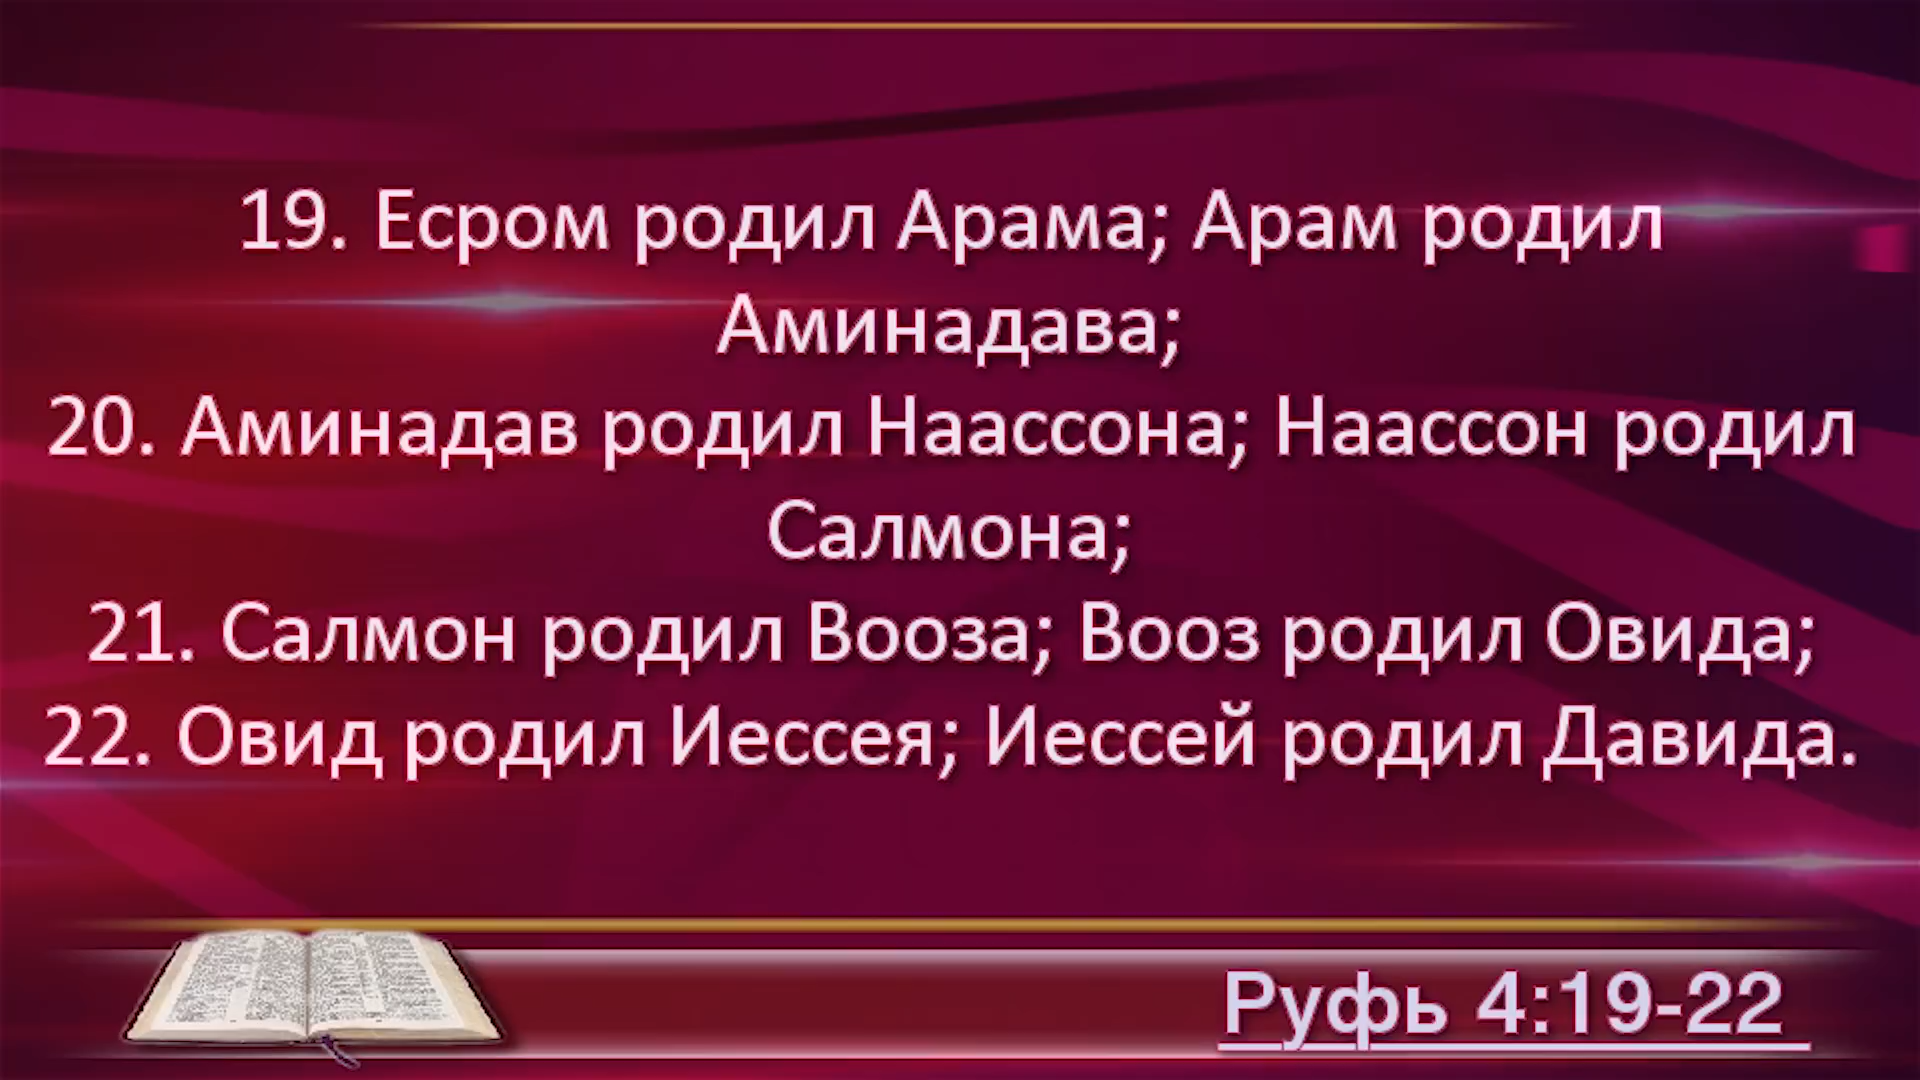 19. Есром родил Арама; Арам родил
Аминадава;
20. Аминадав родил Наассона; Наассон родил
Салмона;
21. Салмон родил Вооза; Вооз родил Овида;
22. Овид родил Иессея; Иессей родил Давида.
Руфь 4:19-22